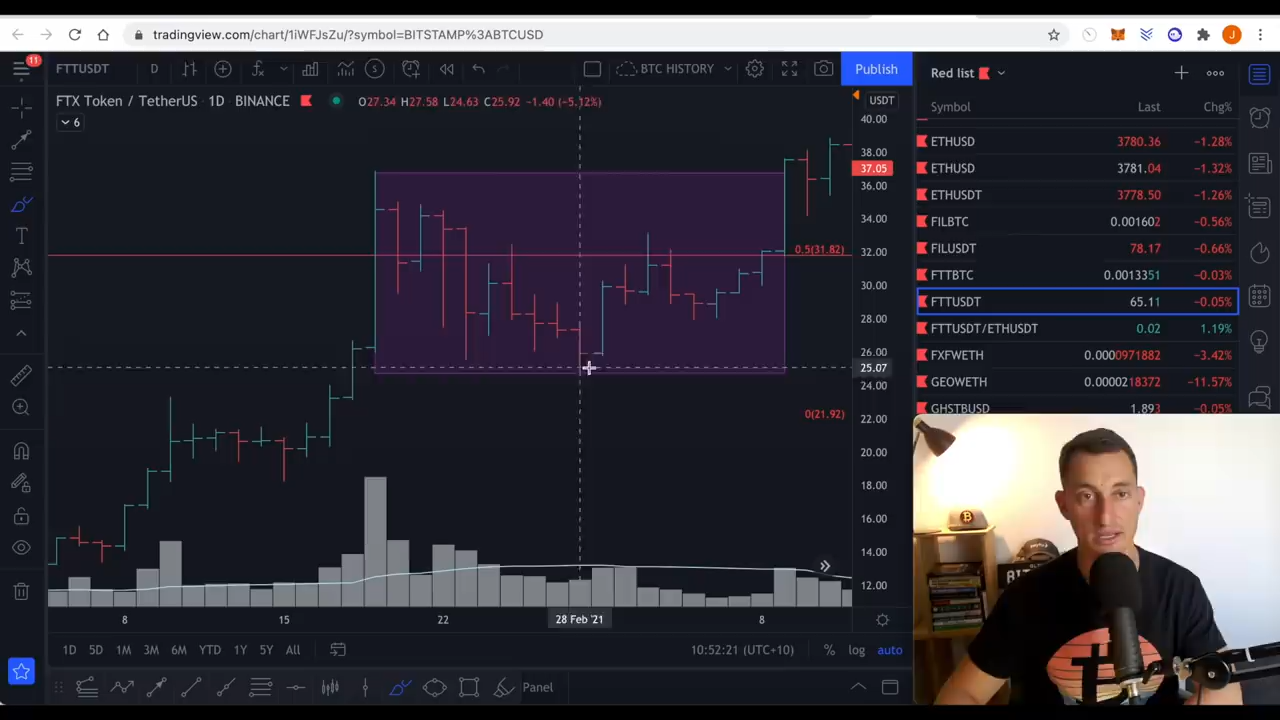 tradingview.com/chart/1iWFJsZu/?symbol=BITSTAMP%3ABTCUSD
J
11
FTTUSDT
D
BTC HISTORY
Publish
Red list
FTX Token / TetherUS · 1D · BINANCE
O27.34 H27.58 L24.63 C25.92 −1.40 (−5.12%)
USDT
6
Symbol Last Chg%
ETHUSD 3780.36 −1.28%
ETHUSD 3781.04 −1.32%
ETHUSDT 3778.50 −1.26%
FILBTC 0.001602 −0.56%
FILUSDT 78.17 −0.66%
FTTBTC 0.0013351 −0.03%
FTTUSDT 65.11 −0.05%
FTTUSDT/ETHUSDT 0.02 1.19%
FXFWETH 0.0000971882 −3.42%
GEOWETH 0.00000218372 −11.57%
GHSTBUSD 1.893 −0.05%
40.00
38.00
37.05
36.00
34.00
32.00
30.00
28.00
26.00
25.07
24.00
22.00
20.00
18.00
16.00
14.00
12.00
0.5(31.82)
0(21.92)
8 15 22 28 Feb '21 8
1D 5D 1M 3M 6M YTD 1Y 5Y All
10:52:21 (UTC+10) % log auto
Panel